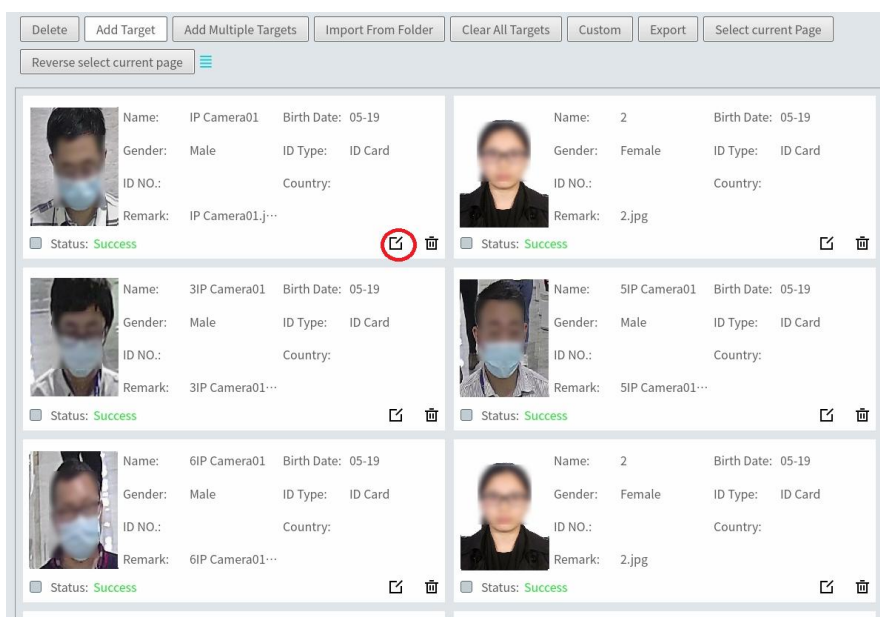 Delete Add Target Add Multiple Targets Import From Folder Clear All Targets Custom Export Select current Page
Reverse select current page
Name: IP Camera01 Birth Date: 05-19
Gender: Male ID Type: ID Card
ID NO.: Country:
Remark: IP Camera01.j···
Status: Success
Name: 2 Birth Date: 05-19
Gender: Female ID Type: ID Card
ID NO.: Country:
Remark: 2.jpg
Status: Success
Name: 3IP Camera01 Birth Date: 05-19
Gender: Male ID Type: ID Card
ID NO.: Country:
Remark: 3IP Camera01···
Status: Success
Name: 5IP Camera01 Birth Date: 05-19
Gender: Male ID Type: ID Card
ID NO.: Country:
Remark: 5IP Camera01···
Status: Success
Name: 6IP Camera01 Birth Date: 05-19
Gender: Male ID Type: ID Card
ID NO.: Country:
Remark: 6IP Camera01···
Status: Success
Name: 2 Birth Date: 05-19
Gender: Female ID Type: ID Card
ID NO.: Country:
Remark: 2.jpg
Status: Success